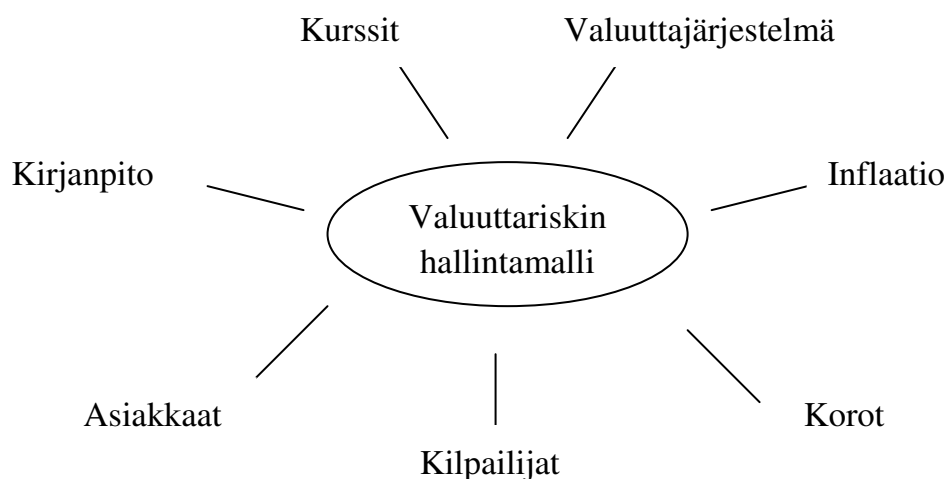 Kurssit
Valuuttajärjestelmä
Kirjanpito
Inflaatio
Valuuttariskin
hallintamalli
Asiakkaat
Korot
Kilpailijat